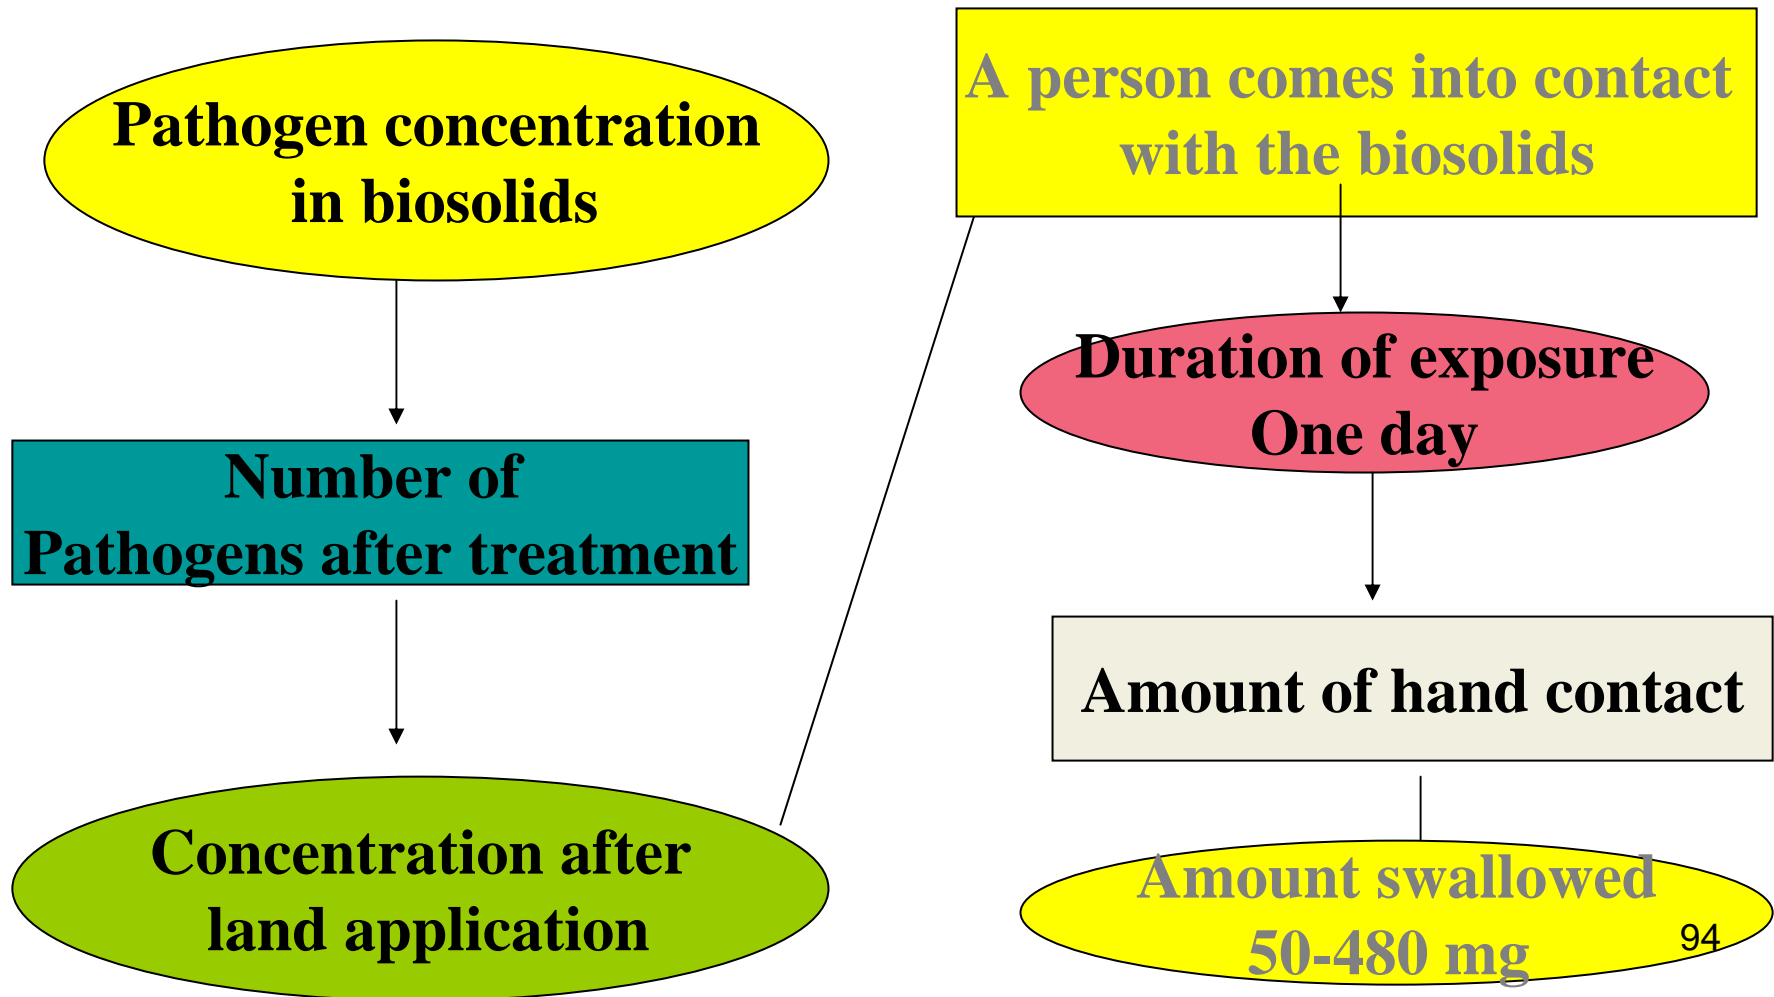 Pathogen concentration
in biosolids
Number of
Pathogens after treatment
Concentration after
land application
A person comes into contact
with the biosolids
Duration of exposure
One day
Amount of hand contact
Amount swallowed
50-480 mg
94